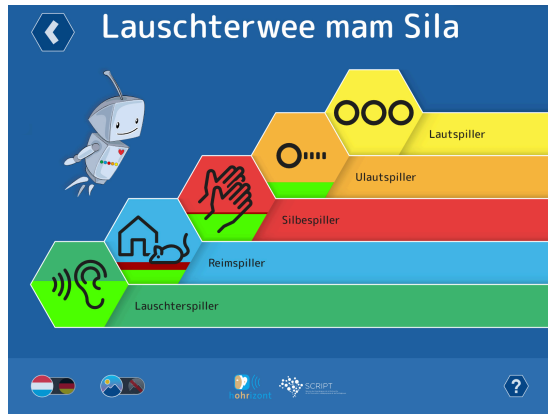 Lauschterwee mam Sila
Lautspiller
Ulautspiller
Silbespiller
Reimspiller
Lauschterspiller
hohrizont
SCRIPT
?